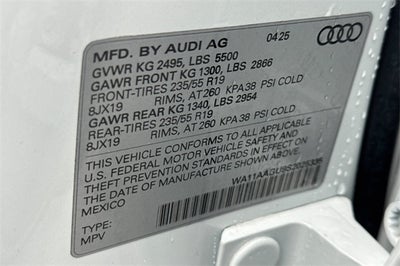 MFD. BY AUDI AG 04-25
GVWR KG 2495, LBS 5500
GAWR FRONT KG 1300, LBS 2866
FRONT-TIRES 235/55 R19
8JX19 RIMS, AT 260 KPA38 PSI COLD
GAWR REAR KG 1340, LBS 2954
REAR-TIRES 235/55 R19
8JX19 RIMS, AT 260 KPA38 PSI COLD
THIS VEHICLE CONFORMS TO ALL APPLICABLE
U.S. FEDERAL MOTOR VEHICLE SAFETY AND
THEFT PREVENTION STANDARDS IN EFFECT ON
THE DATE OF MANUFACTURE SHOWN ABOVE.
MEXICO
TYPE:
MPV